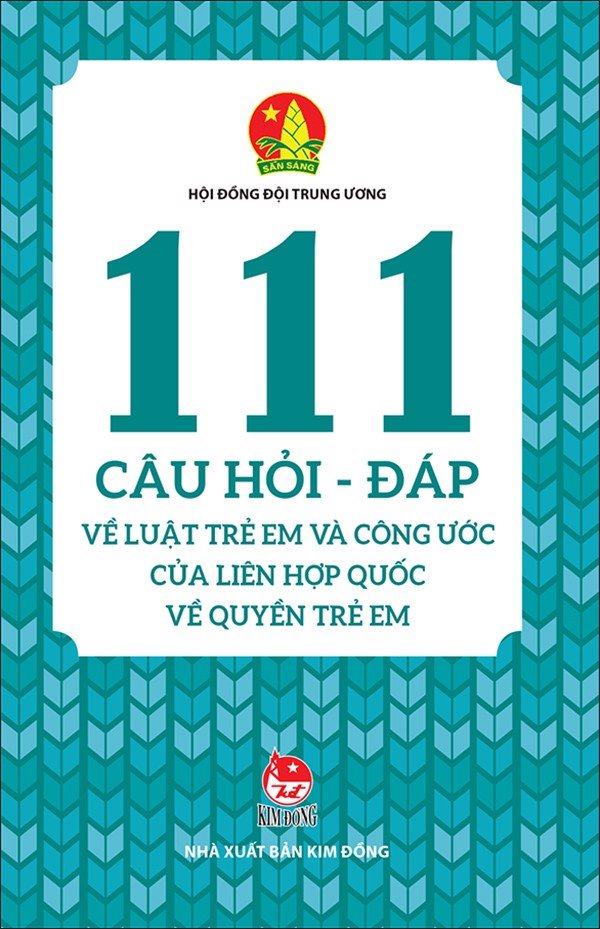 SẴN SÀNG
HỘI ĐỒNG ĐỘI TRUNG ƯƠNG
111
CÂU HỎI - ĐÁP
VỀ LUẬT TRẺ EM VÀ CÔNG ƯỚC
CỦA LIÊN HỢP QUỐC
VỀ QUYỀN TRẺ EM
Kđ
KIM ĐỒNG
NHÀ XUẤT BẢN KIM ĐỒNG